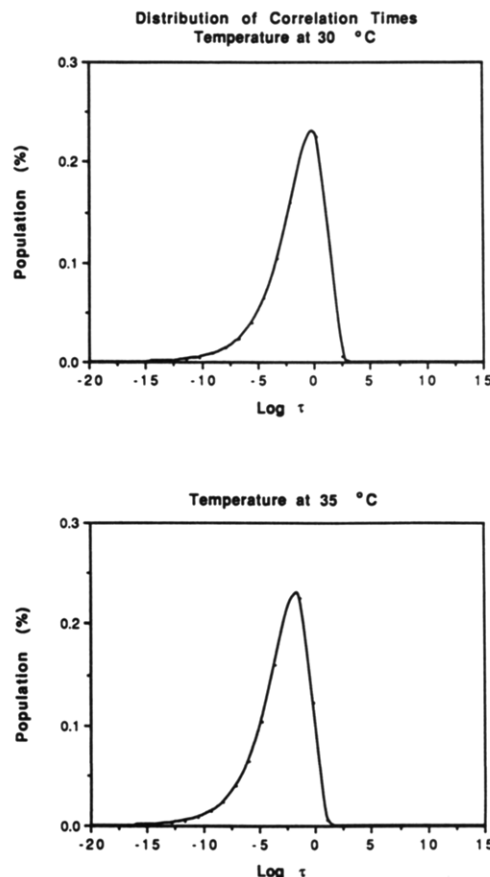 Distribution of Correlation Times
Temperature at 30 °C
0.3
0.2
0.1
0.0
Population (%)
-20 -15 -10 -5 0 5 10 15
Log τ
Temperature at 35 °C
0.3
0.2
0.1
0.0
Population (%)
-20 -15 -10 -5 0 5 10 15
Log τ